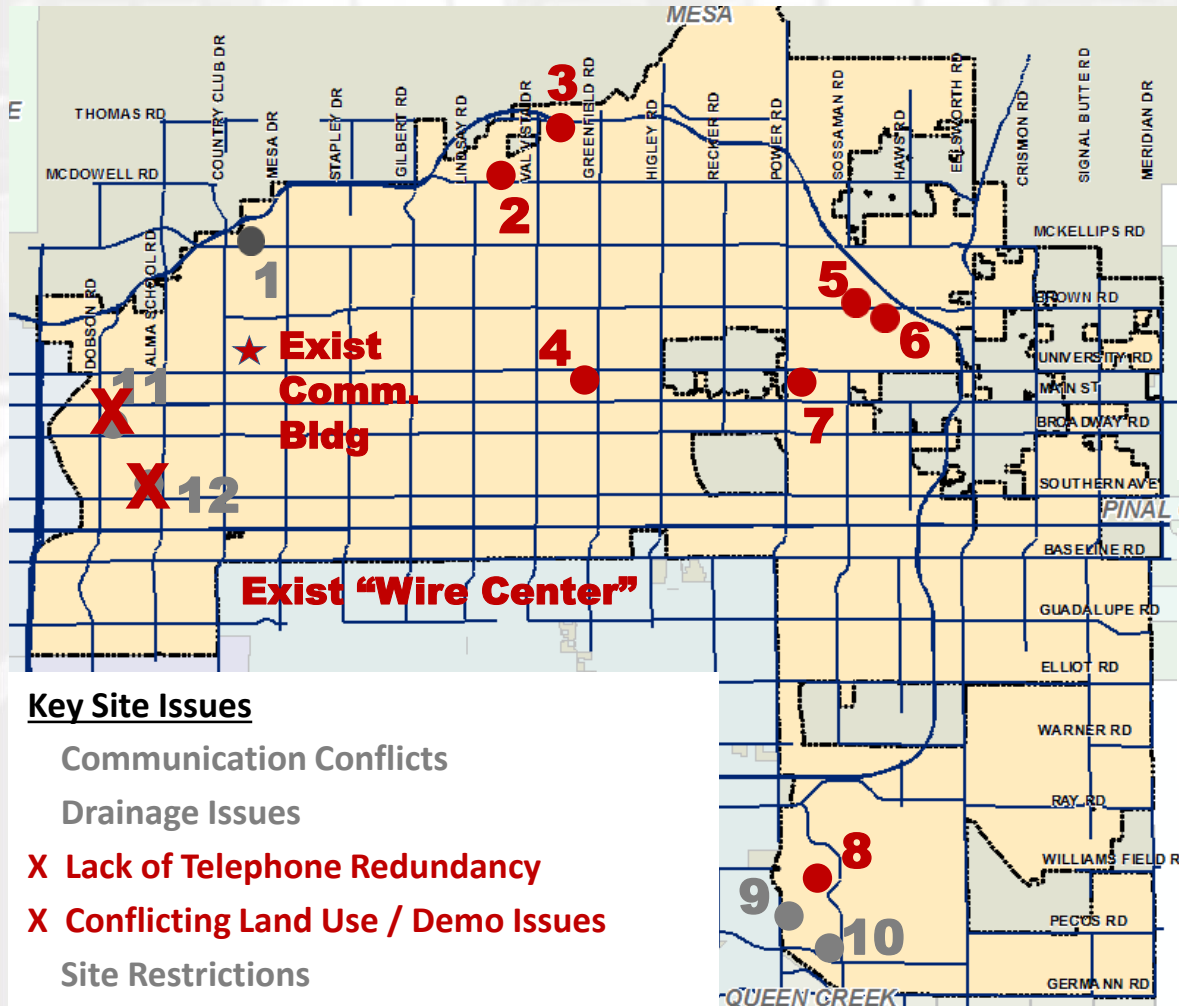 MESA
E
THOMAS RD
MCDOWELL RD
COUNTRY CLUB DR
MESA DR
STAPLEY DR
GILBERT RD
LINDSAY RD
VAL VISTA DR
GREENFIELD RD
HIGLEY RD
RECKER RD
POWER RD
SOSSAMAN RD
HAWS RD
ELLSWORTH RD
CRISMON RD
SIGNAL BUTTE RD
MERIDIAN DR
3
2
1
DOBSON RD
ALMA SCHOOL RD
MCKELLIPS RD
5
BROWN RD
6
★ Exist
Comm.
Bldg
4
UNIVERSITY RD
11
X
MAIN ST
7
BROADWAY RD
X
12
SOUTHERN AVE
PINAL
BASELINE RD
Exist “Wire Center”
GUADALUPE RD
ELLIOT RD
WARNER RD
RAY RD
8
WILLIAMS FIELD R
9
PECOS RD
10
GERMANN RD
QUEEN CREEK
Key Site Issues
Communication Conflicts
Drainage Issues
X Lack of Telephone Redundancy
X Conflicting Land Use / Demo Issues
Site Restrictions